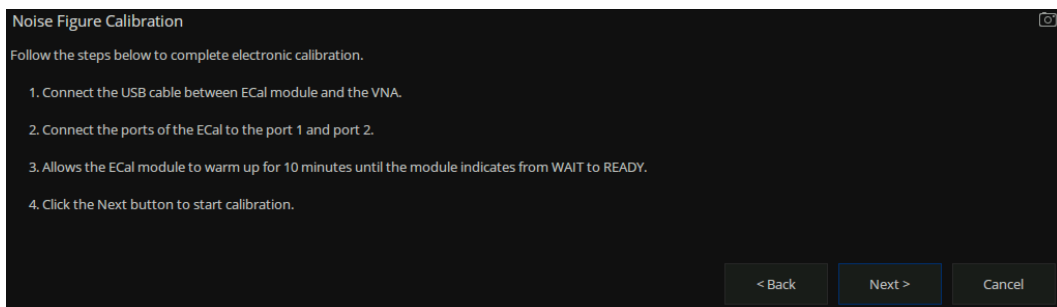 Noise Figure Calibration
Follow the steps below to complete electronic calibration.
1. Connect the USB cable between ECal module and the VNA.
2. Connect the ports of the ECal to the port 1 and port 2.
3. Allows the ECal module to warm up for 10 minutes until the module indicates from WAIT to READY.
4. Click the Next button to start calibration.
< Back Next > Cancel